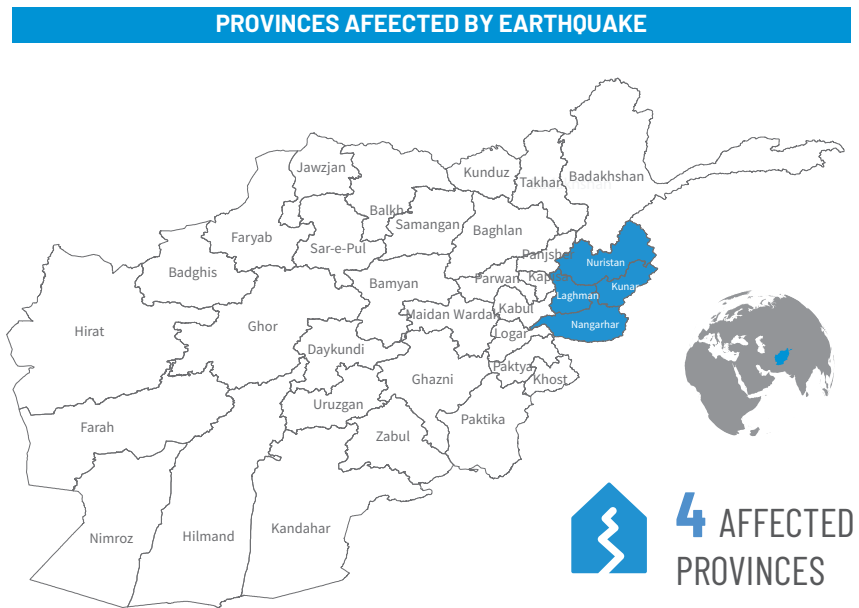 PROVINCES AFEECTED BY EARTHQUAKE
Jawzjan
Kunduz
Takhar
Badakhshan
Balkh
Samangan
Baghlan
Faryab
Sar-e-Pul
Badghis
Panjsher
Nuristan
Bamyan
Parwan
Kapisa
Kunar
Laghman
Hirat
Ghor
Maidan Wardak
Kabul
Nangarhar
Logar
Daykundi
Paktya
Ghazni
Khost
Uruzgan
Farah
Zabul
Paktika
Nimroz
Hilmand
Kandahar
4 AFFECTED
PROVINCES